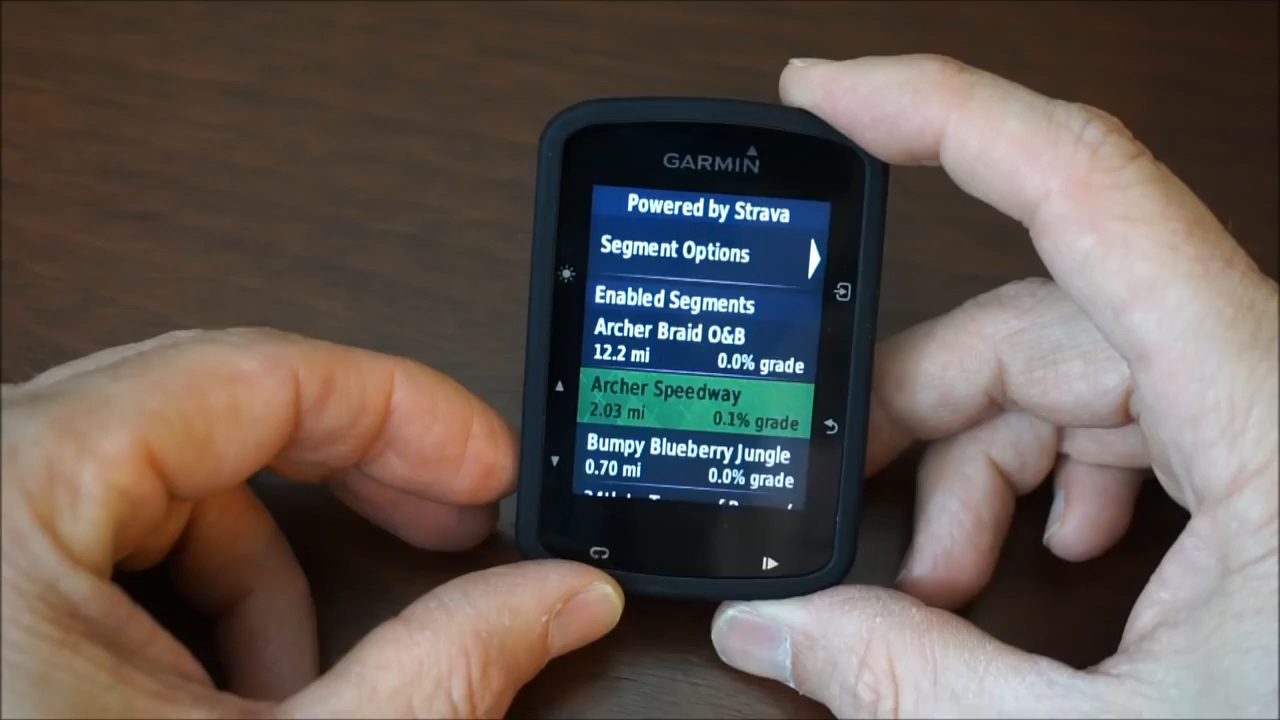 GARMIN
Powered by Strava
Segment Options
Enabled Segments
Archer Braid O&B
12.2 mi 0.0% grade
Archer Speedway
2.03 mi 0.1% grade
Bumpy Blueberry Jungle
0.70 mi 0.0% grade